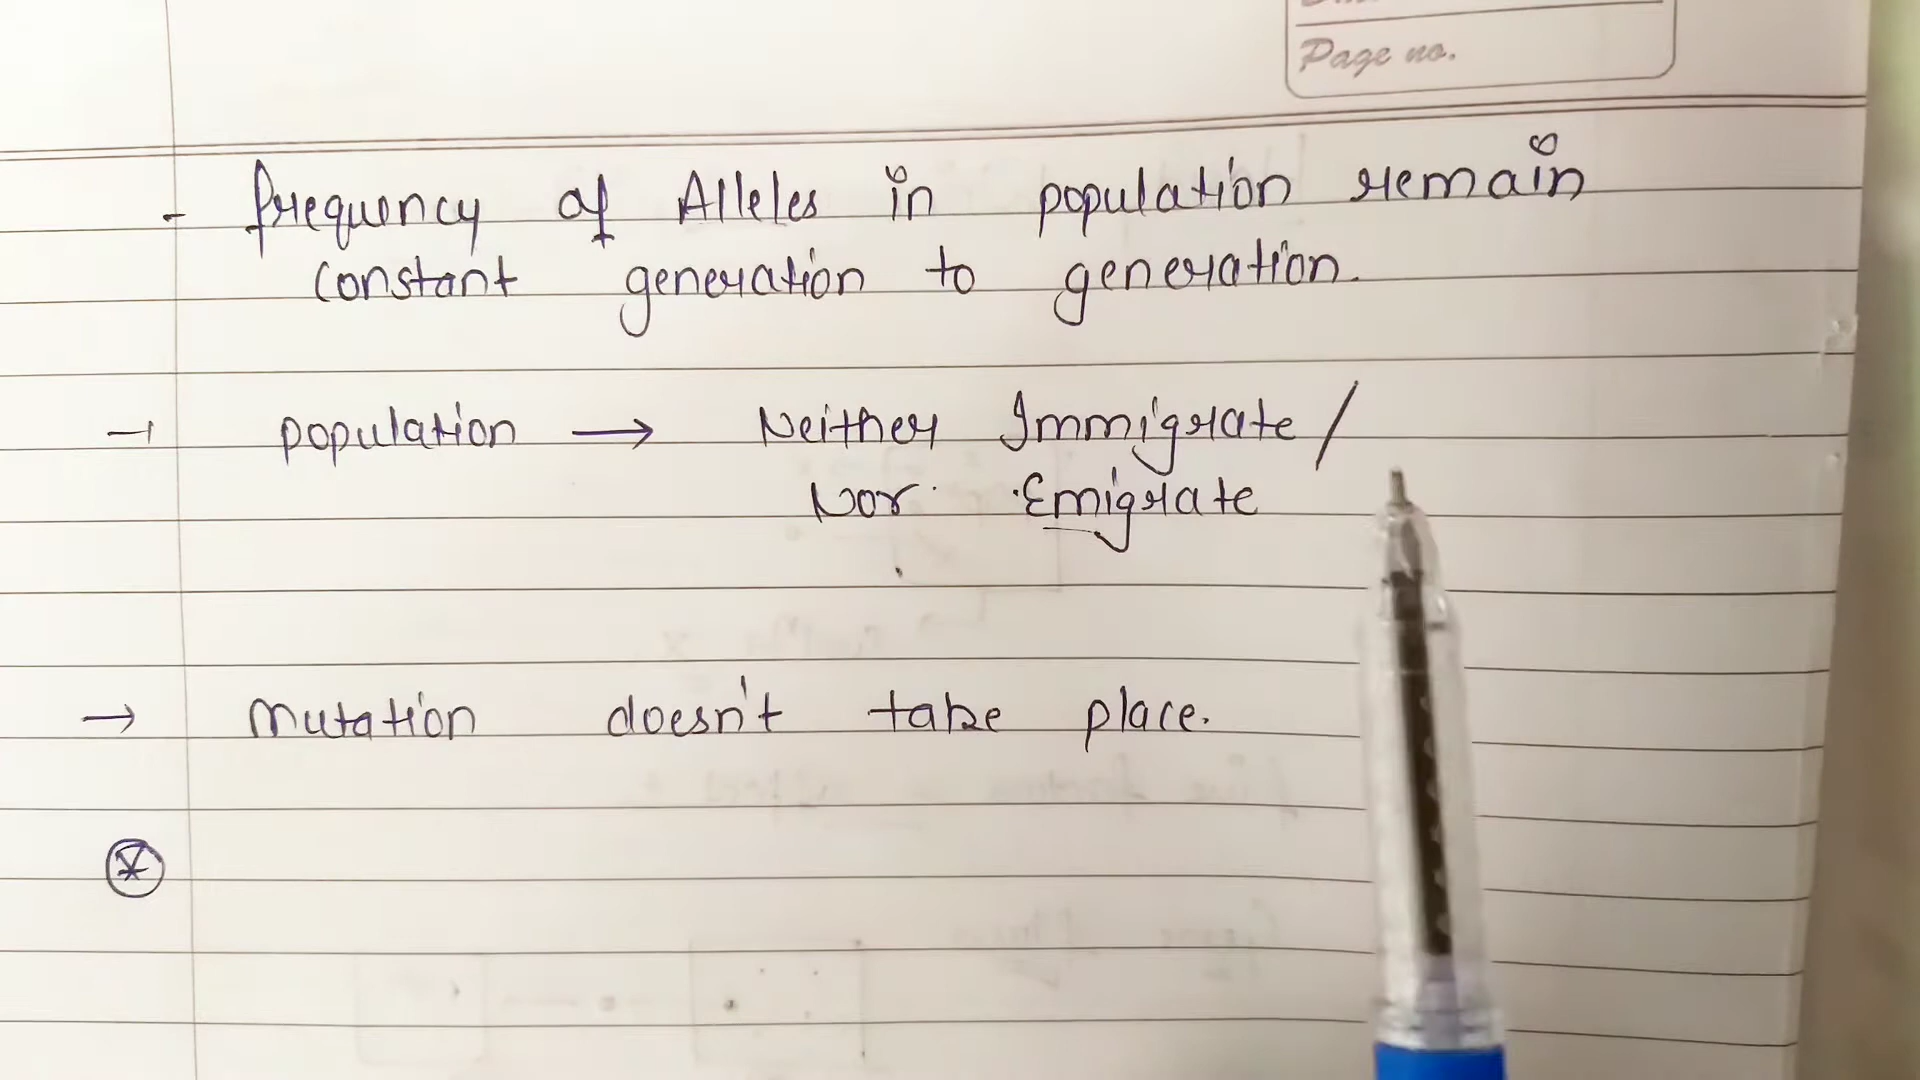 Page no.
- frequency of Alleles in population remain
constant generation to generation.
- population → Neither Immigrate /
Nor Emigrate
→ Mutation doesn't take place.